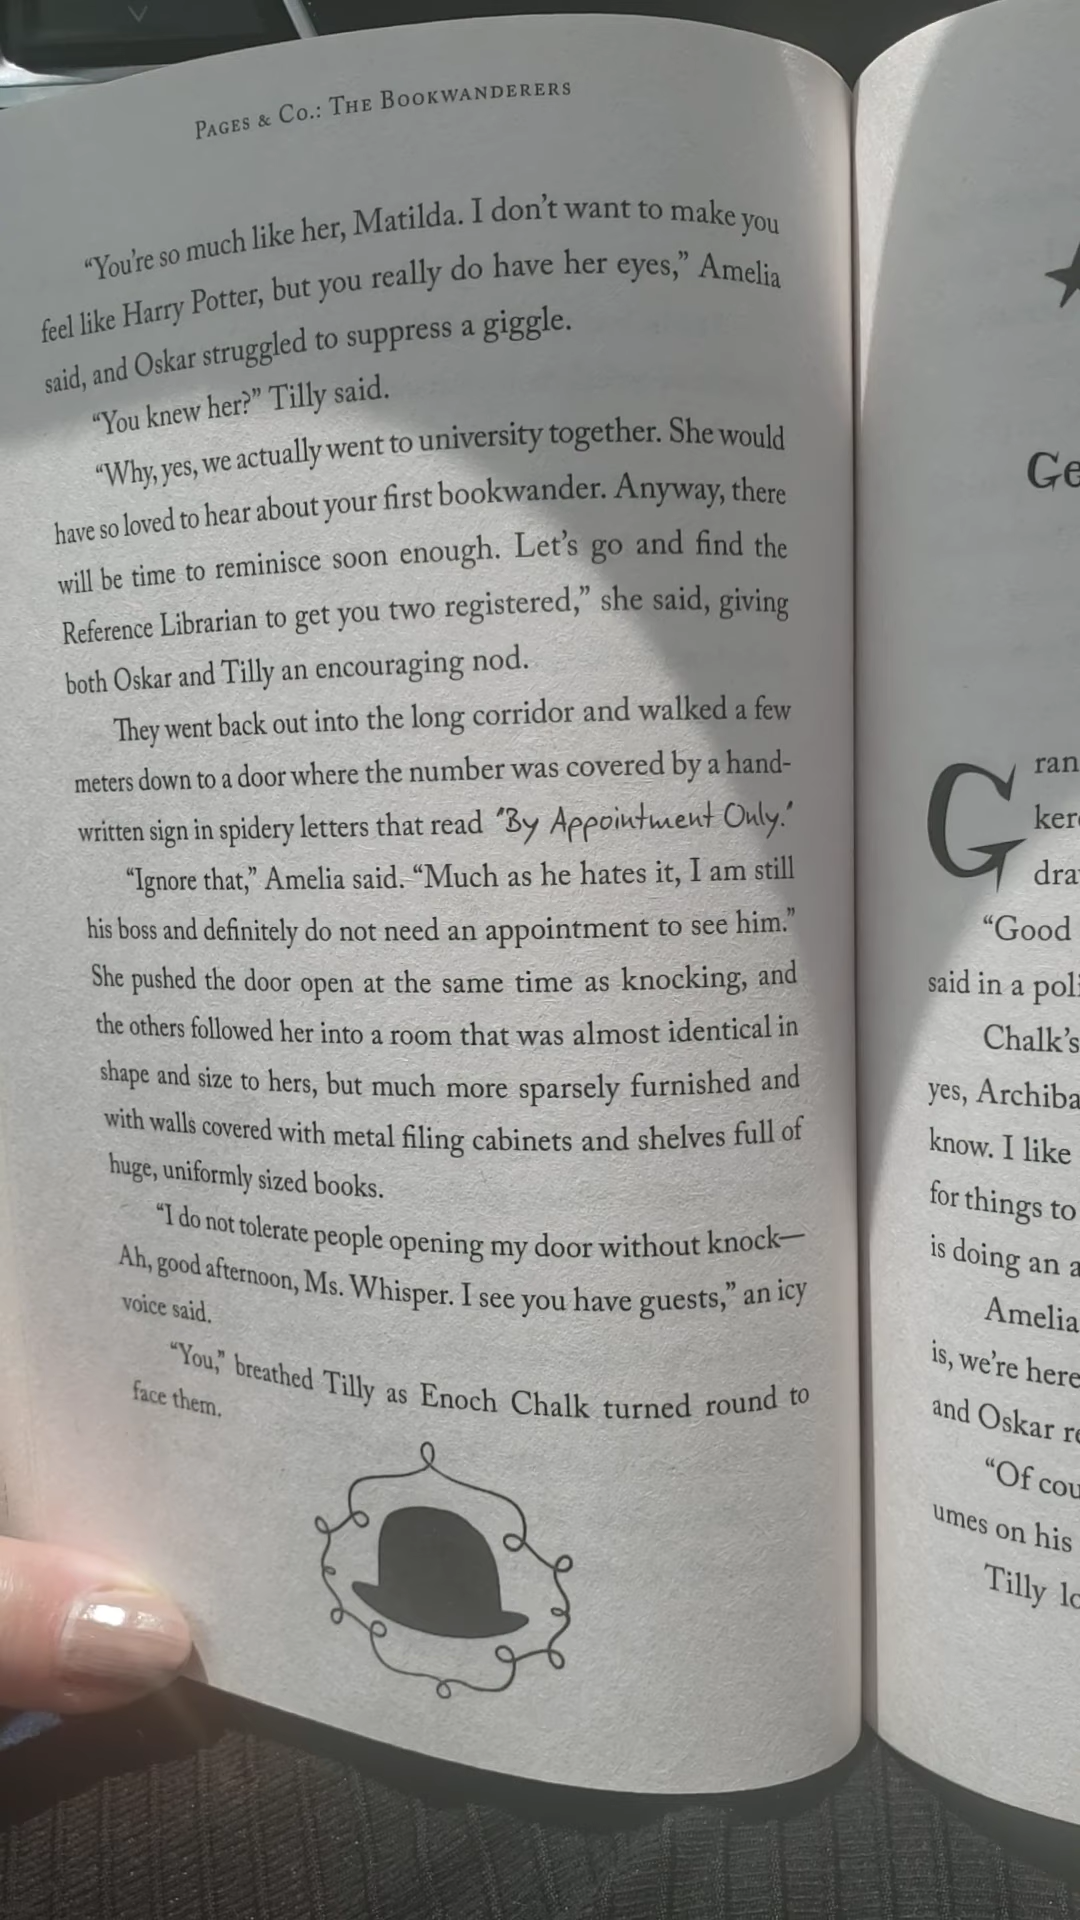 PAGES & CO.: THE BOOKWANDERERS
“You’re so much like her, Matilda. I don’t want to make you
feel like Harry Potter, but you really do have her eyes,” Amelia
said, and Oskar struggled to suppress a giggle.
“You knew her?” Tilly said.
“Why, yes, we actually went to university together. She would
have so loved to hear about your first bookwander. Anyway, there
will be time to reminisce soon enough. Let’s go and find the
Reference Librarian to get you two registered,” she said, giving
both Oskar and Tilly an encouraging nod.
They went back out into the long corridor and walked a few
meters down to a door where the number was covered by a hand-
written sign in spidery letters that read ‘By Appointment Only.’
“Ignore that,” Amelia said. “Much as he hates it, I am still
his boss and definitely do not need an appointment to see him.”
She pushed the door open at the same time as knocking, and
the others followed her into a room that was almost identical in
shape and size to hers, but much more sparsely furnished and
with walls covered with metal filing cabinets and shelves full of
huge, uniformly sized books.
“I do not tolerate people opening my door without knock—
Ah, good afternoon, Ms. Whisper. I see you have guests,” an icy
voice said.
“You,” breathed Tilly as Enoch Chalk turned round to
face them.
Ge
Gran
ker
dra
“Good
said in a pol
Chalk’s
yes, Archiba
know. I like
for things to
is doing an a
Amelia
is, we’re here
and Oskar re
“Of cou
umes on his
Tilly lo